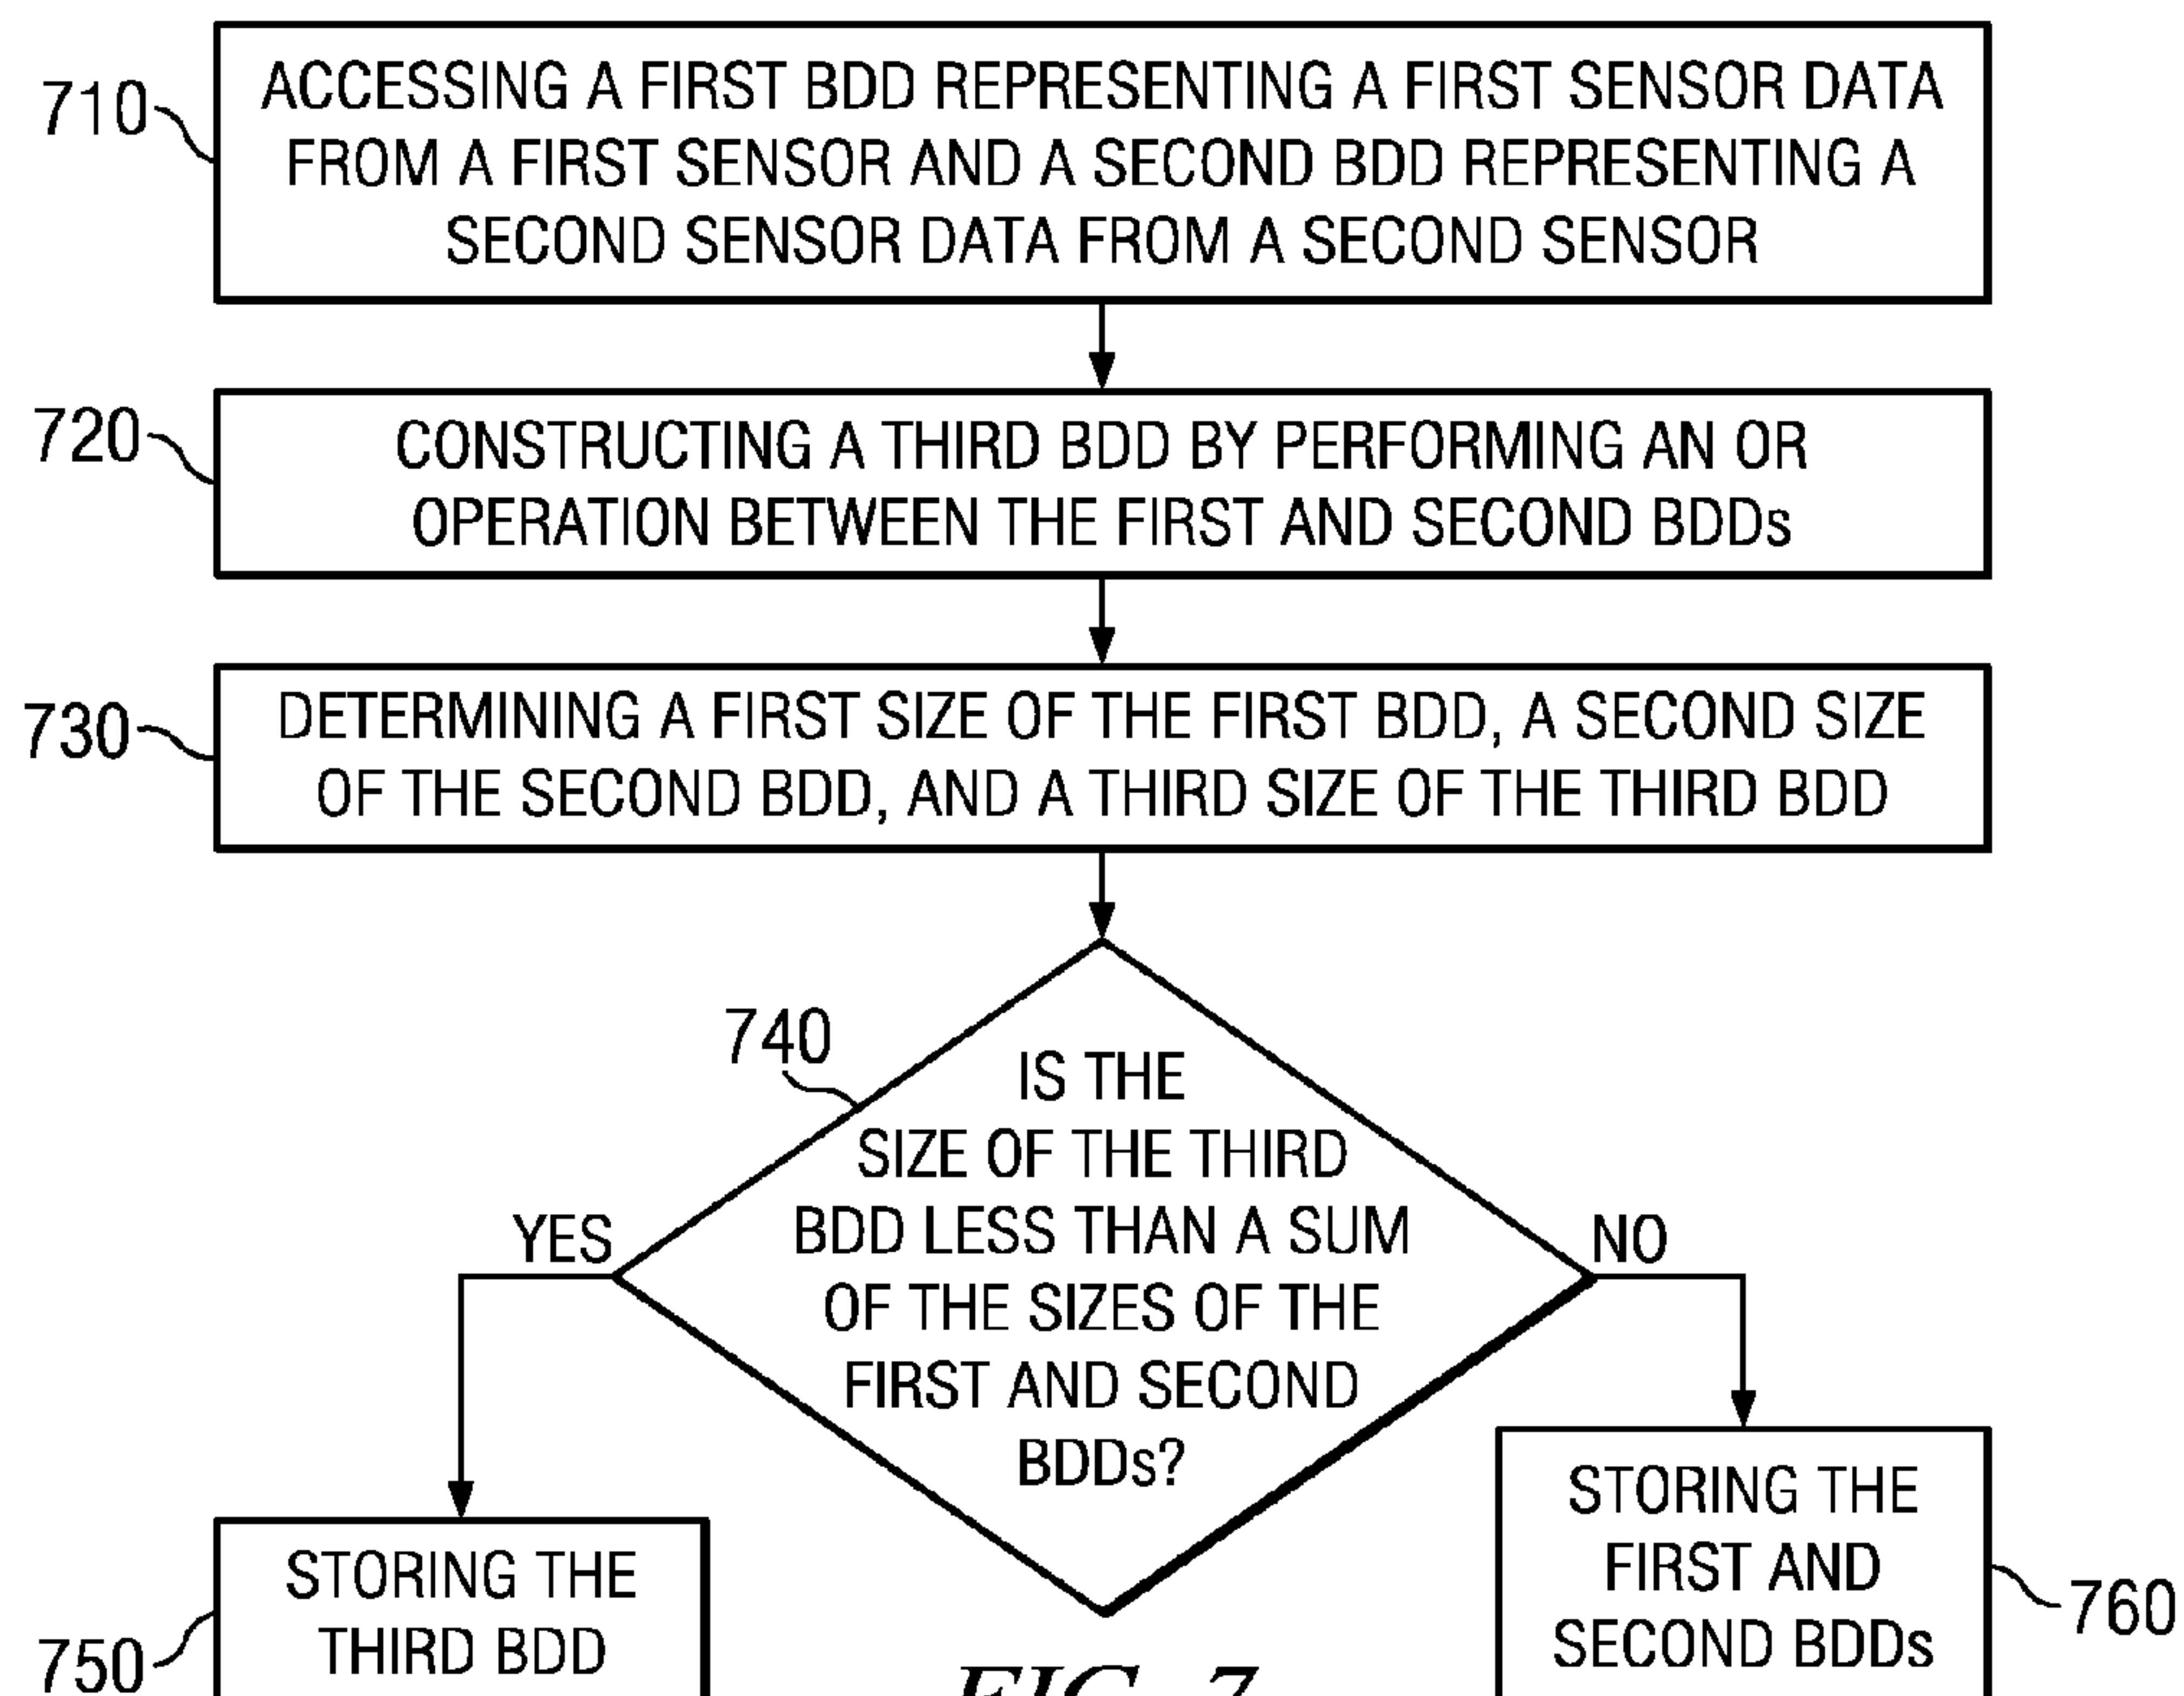 710
ACCESSING A FIRST BDD REPRESENTING A FIRST SENSOR DATA
FROM A FIRST SENSOR AND A SECOND BDD REPRESENTING A
SECOND SENSOR DATA FROM A SECOND SENSOR
720
CONSTRUCTING A THIRD BDD BY PERFORMING AN OR
OPERATION BETWEEN THE FIRST AND SECOND BDDs
730
DETERMINING A FIRST SIZE OF THE FIRST BDD, A SECOND SIZE
OF THE SECOND BDD, AND A THIRD SIZE OF THE THIRD BDD
740
IS THE
SIZE OF THE THIRD
BDD LESS THAN A SUM
OF THE SIZES OF THE
FIRST AND SECOND
BDDs?
YES
NO
STORING THE
THIRD BDD
750
STORING THE
FIRST AND
SECOND BDDs
760
FIG. 7